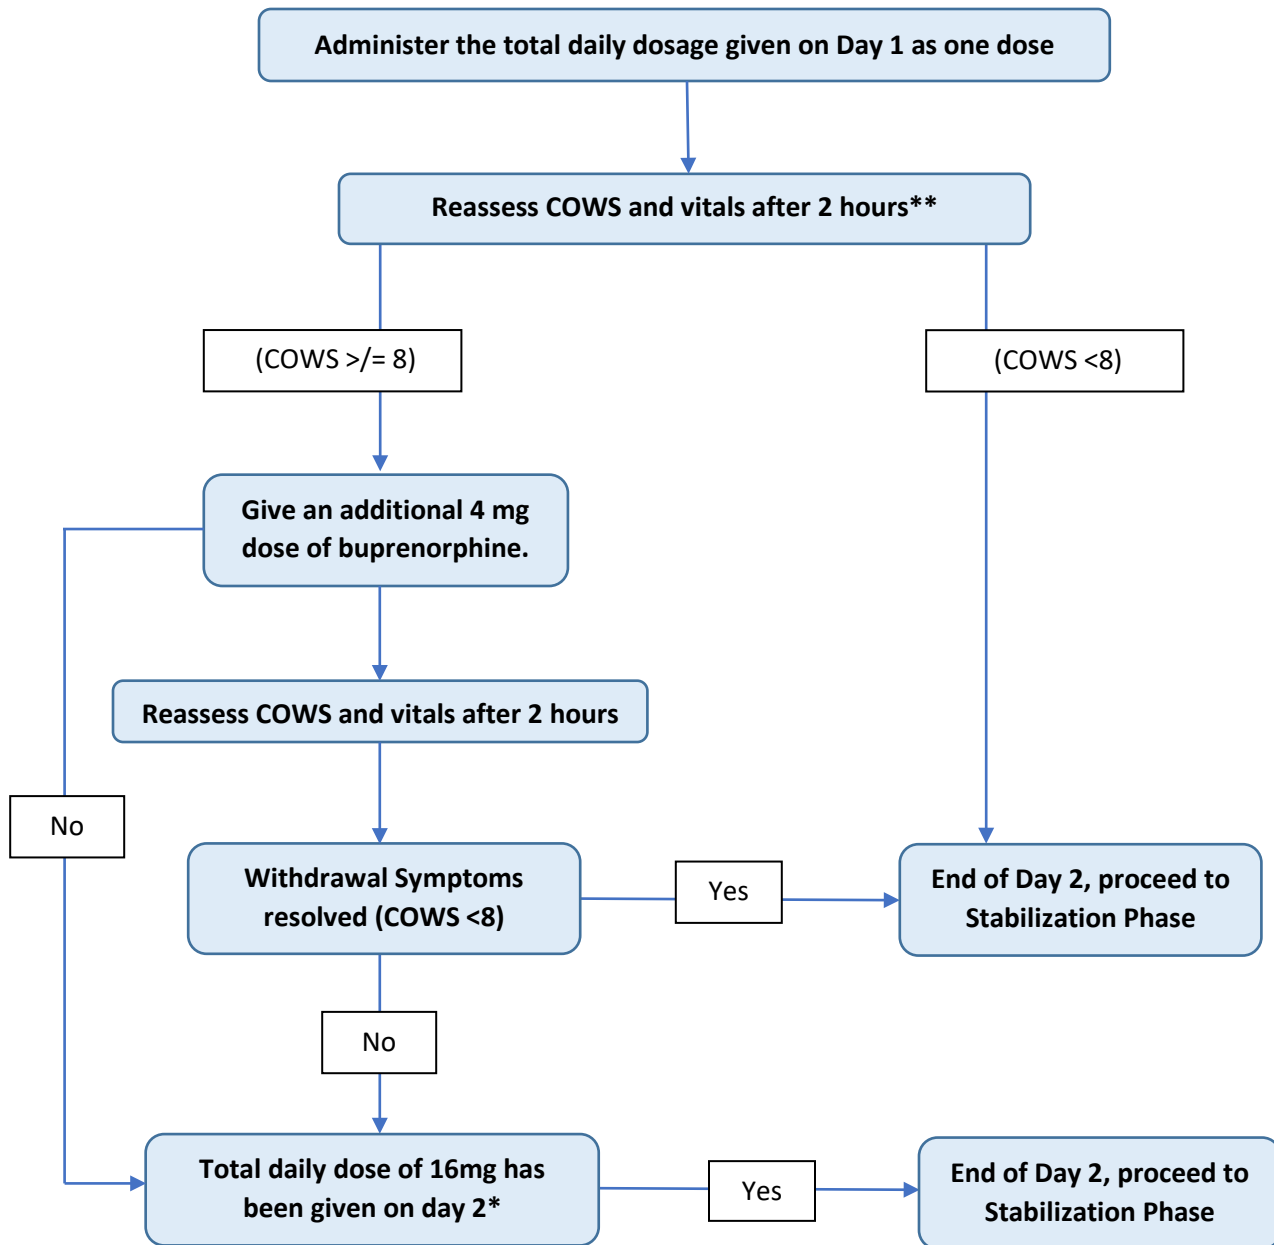 Administer the total daily dosage given on Day 1 as one dose
Reassess COWS and vitals after 2 hours**
(COWS >/= 8)
(COWS <8)
Give an additional 4 mg
dose of buprenorphine.
Reassess COWS and vitals after 2 hours
No
Withdrawal Symptoms
resolved (COWS <8)
Yes
End of Day 2, proceed to
Stabilization Phase
No
Total daily dose of 16mg has
been given on day 2*
Yes
End of Day 2, proceed to
Stabilization Phase